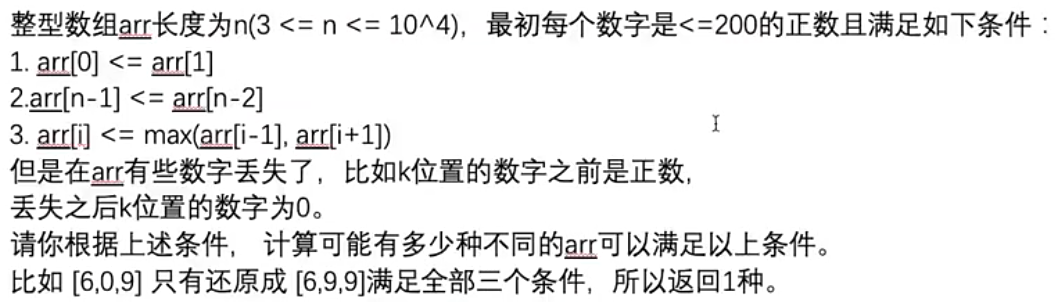 整型数组arr长度为n(3 <= n <= 10^4)，最初每个数字是<=200的正数且满足如下条件：
1. arr[0] <= arr[1]
2.arr[n-1] <= arr[n-2]
3. arr[i] <= max(arr[i-1], arr[i+1])
但是在arr有些数字丢失了，比如k位置的数字之前是正数，
丢失之后k位置的数字为0。
请你根据上述条件， 计算可能有多少种不同的arr可以满足以上条件。
比如 [6,0,9] 只有还原成 [6,9,9]满足全部三个条件，所以返回1种。